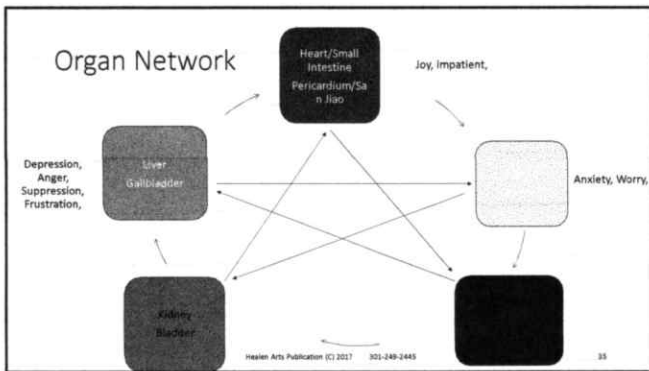 Organ Network
Heart/Small
Intestine
Pericardium/Sa
n Jiao
Joy, Impatient,
Depression,
Anger,
Suppression,
Frustration,
Liver
Gallbladder
Anxiety, Worry,
Kidney
Bladder
Healen Arts Publication (C) 2017 301-249-2445
35